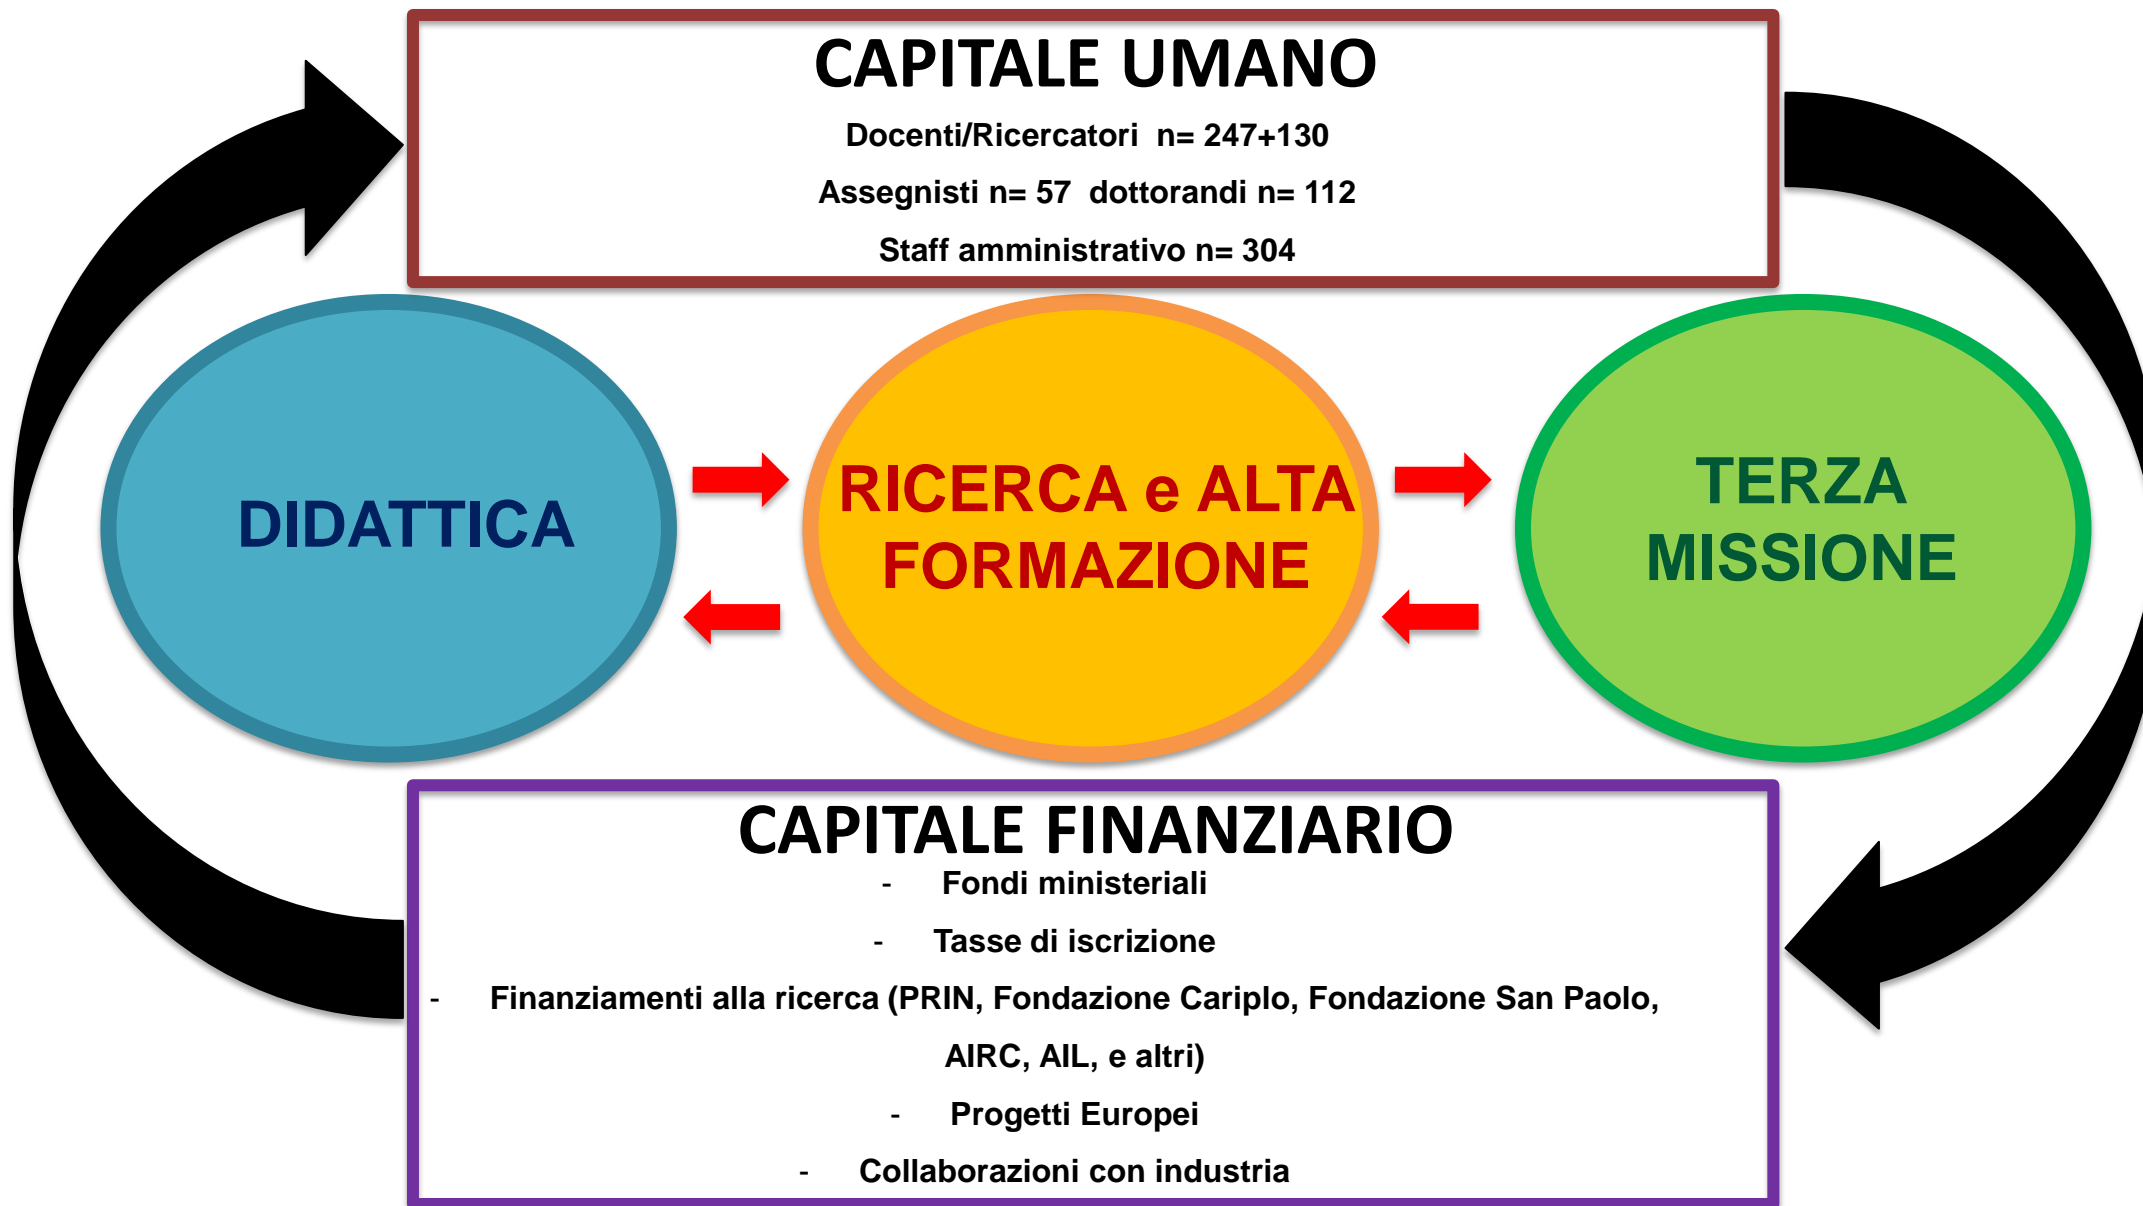 CAPITALE UMANO
Docenti/Ricercatori n= 247+130
Assegnisti n= 57 dottorandi n= 112
Staff amministrativo n= 304
DIDATTICA
RICERCA e ALTA
FORMAZIONE
TERZA
MISSIONE
CAPITALE FINANZIARIO
- Fondi ministeriali
- Tasse di iscrizione
- Finanziamenti alla ricerca (PRIN, Fondazione Cariplo, Fondazione San Paolo,
AIRC, AIL, e altri)
- Progetti Europei
- Collaborazioni con industria